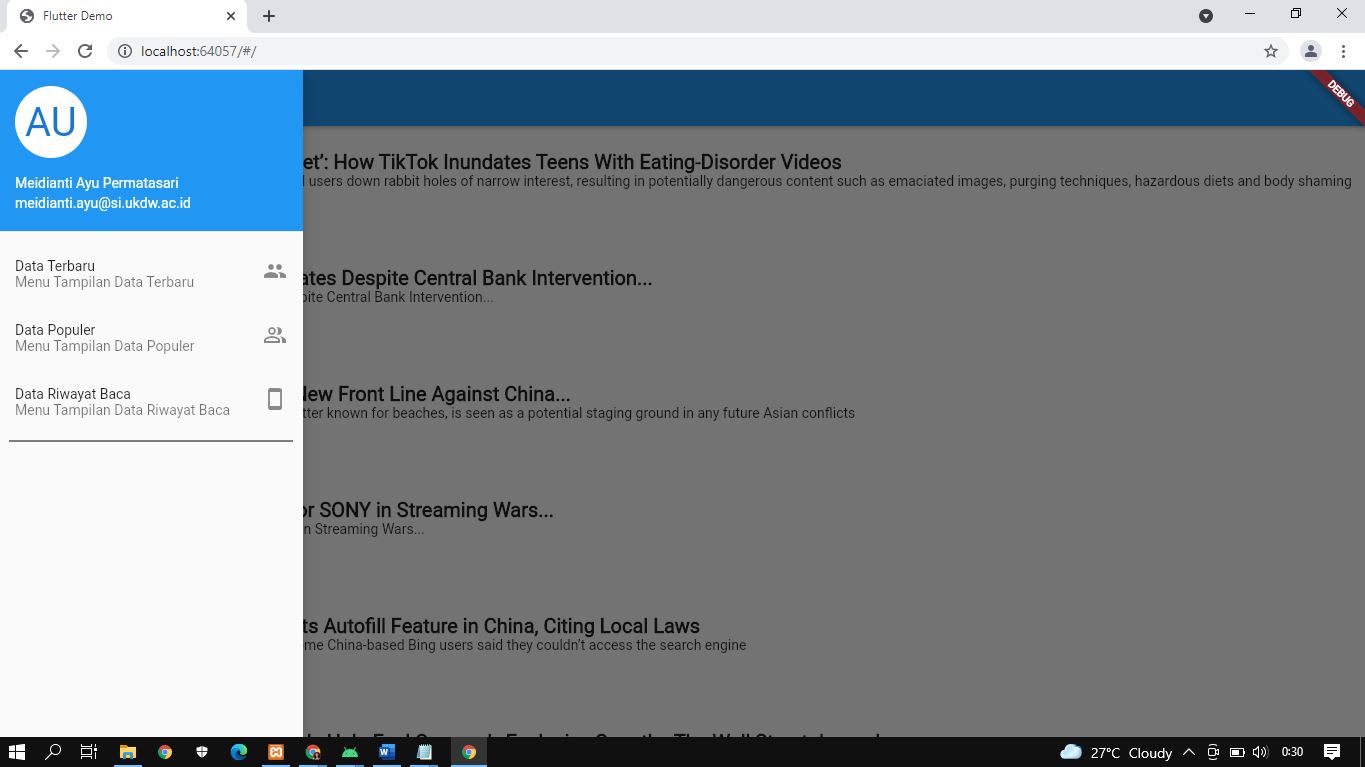 Flutter Demo
localhost:64057/#/
DEBUG
AU
Meidianti Ayu Permatasari
meidianti.ayu@si.ukdw.ac.id
Data Terbaru
Menu Tampilan Data Terbaru
Data Populer
Menu Tampilan Data Populer
Data Riwayat Baca
Menu Tampilan Data Riwayat Baca
et’: How TikTok Inundates Teens With Eating-Disorder Videos
users down rabbit holes of narrow interest, resulting in potentially dangerous content such as emaciated images, purging techniques, hazardous diets and body shaming
ates Despite Central Bank Intervention...
pite Central Bank Intervention...
New Front Line Against China...
tter known for beaches, is seen as a potential staging ground in any future Asian conflicts
or SONY in Streaming Wars...
n Streaming Wars...
ts Autofill Feature in China, Citing Local Laws
me China-based Bing users said they couldn’t access the search engine
27°C Cloudy
0:30